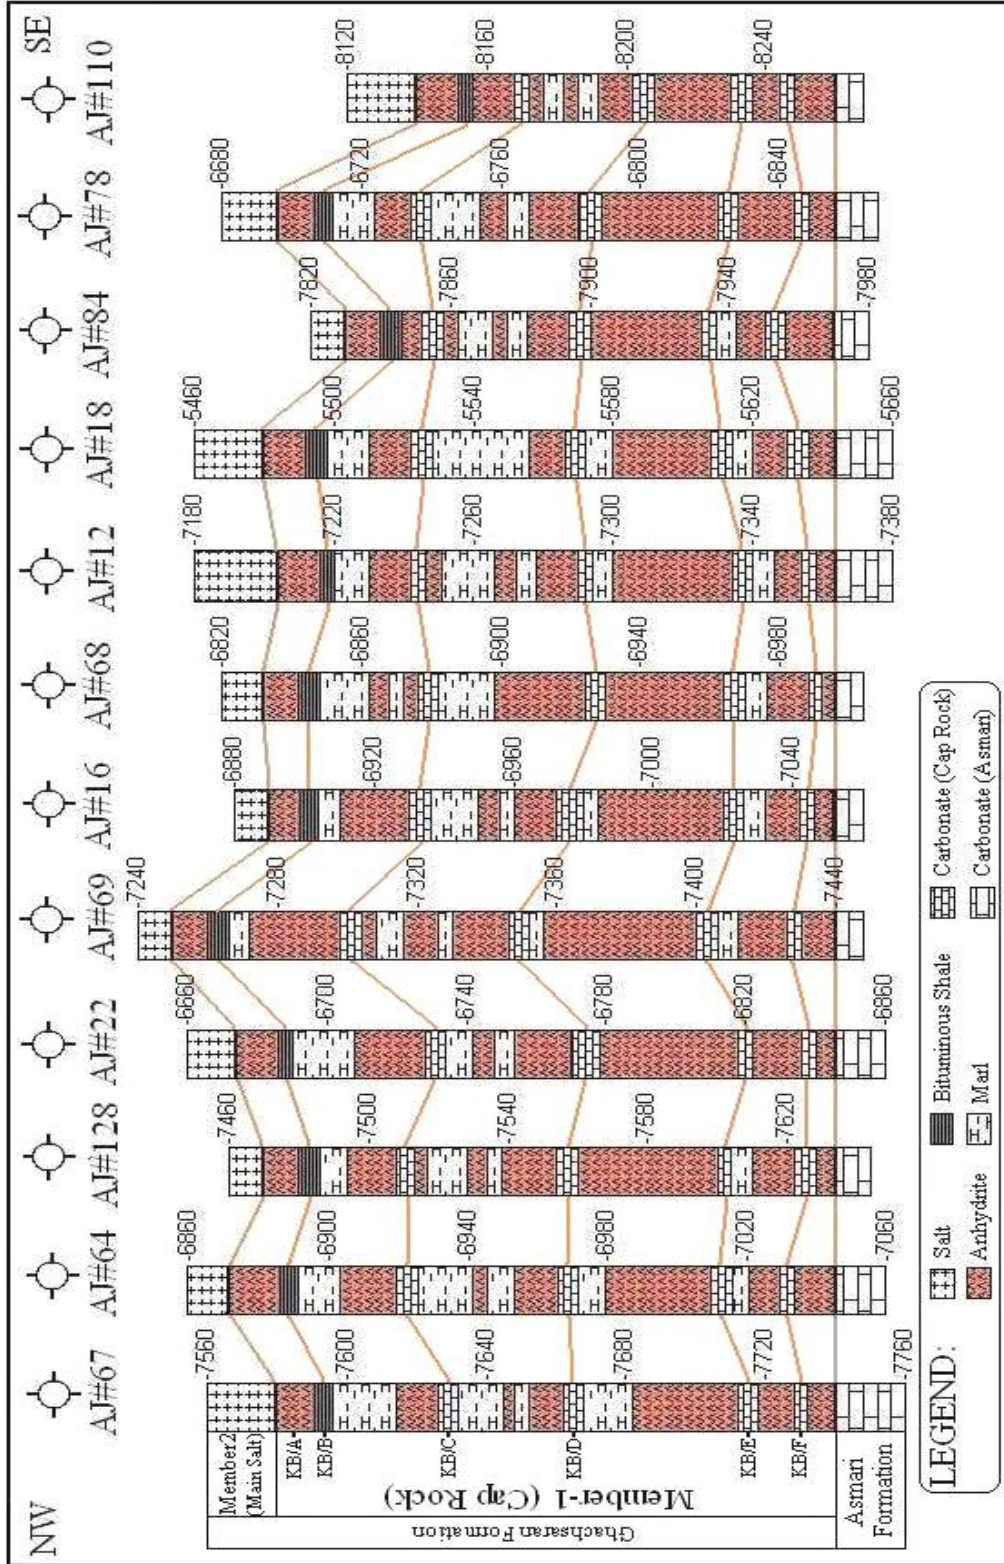 NW
SE
AJ#67
AJ#64
AJ#128
AJ#22
AJ#69
AJ#16
AJ#68
AJ#12
AJ#18
AJ#84
AJ#78
AJ#110
Ghachsaran Formation
Member2
(Main Salt)
Member-1 (Cap Rock)
Asmari
Formation
KB/A
KB/B
KB/C
KB/D
KB/E
KB/F
-7560
-7600
-7640
-7680
-7720
-7760
-6860
-6900
-6940
-6980
-7020
-7060
-7460
-7500
-7540
-7580
-7620
-6660
-6700
-6740
-6780
-6820
-6860
-7240
-7280
-7320
-7360
-7400
-7440
-6880
-6920
-6960
-7000
-7040
-6820
-6860
-6900
-6940
-6980
-7180
-7220
-7260
-7300
-7340
-7380
-5460
-5500
-5540
-5580
-5620
-5660
-7820
-7860
-7900
-7940
-7980
-6680
-6720
-6760
-6800
-6840
-8120
-8160
-8200
-8240
LEGEND:
Salt
Bituminous Shale
Carbonate (Cap Rock)
Anhydrite
Marl
Carbonate (Asmari)